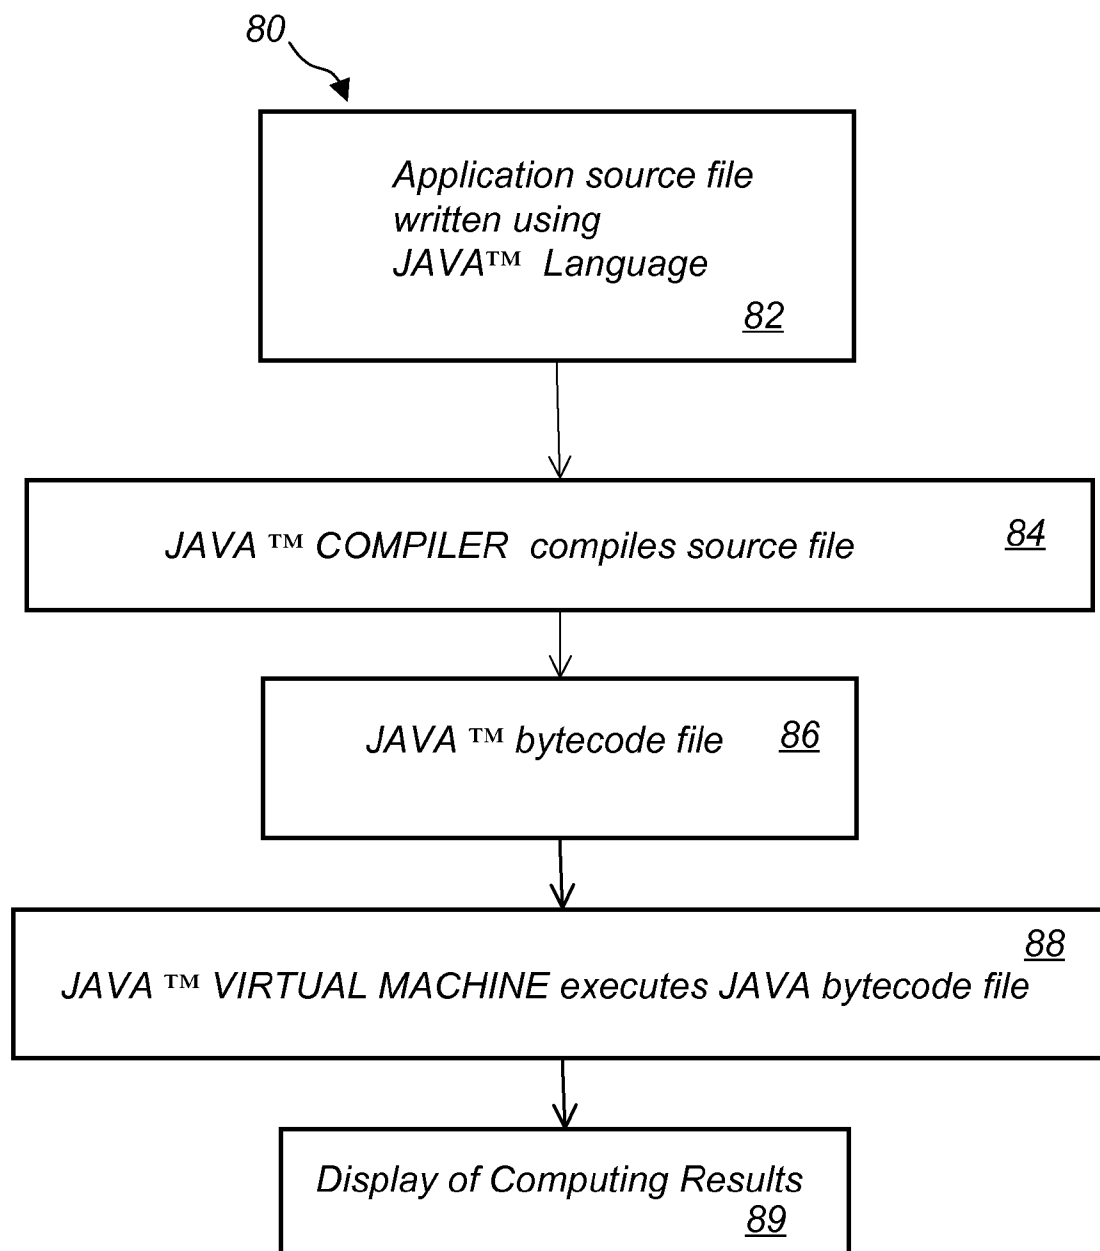 80
Application source file
written using
JAVA™ Language
82
JAVA ™ COMPILER compiles source file
84
JAVA ™ bytecode file
86
88
JAVA ™ VIRTUAL MACHINE executes JAVA bytecode file
Display of Computing Results
89